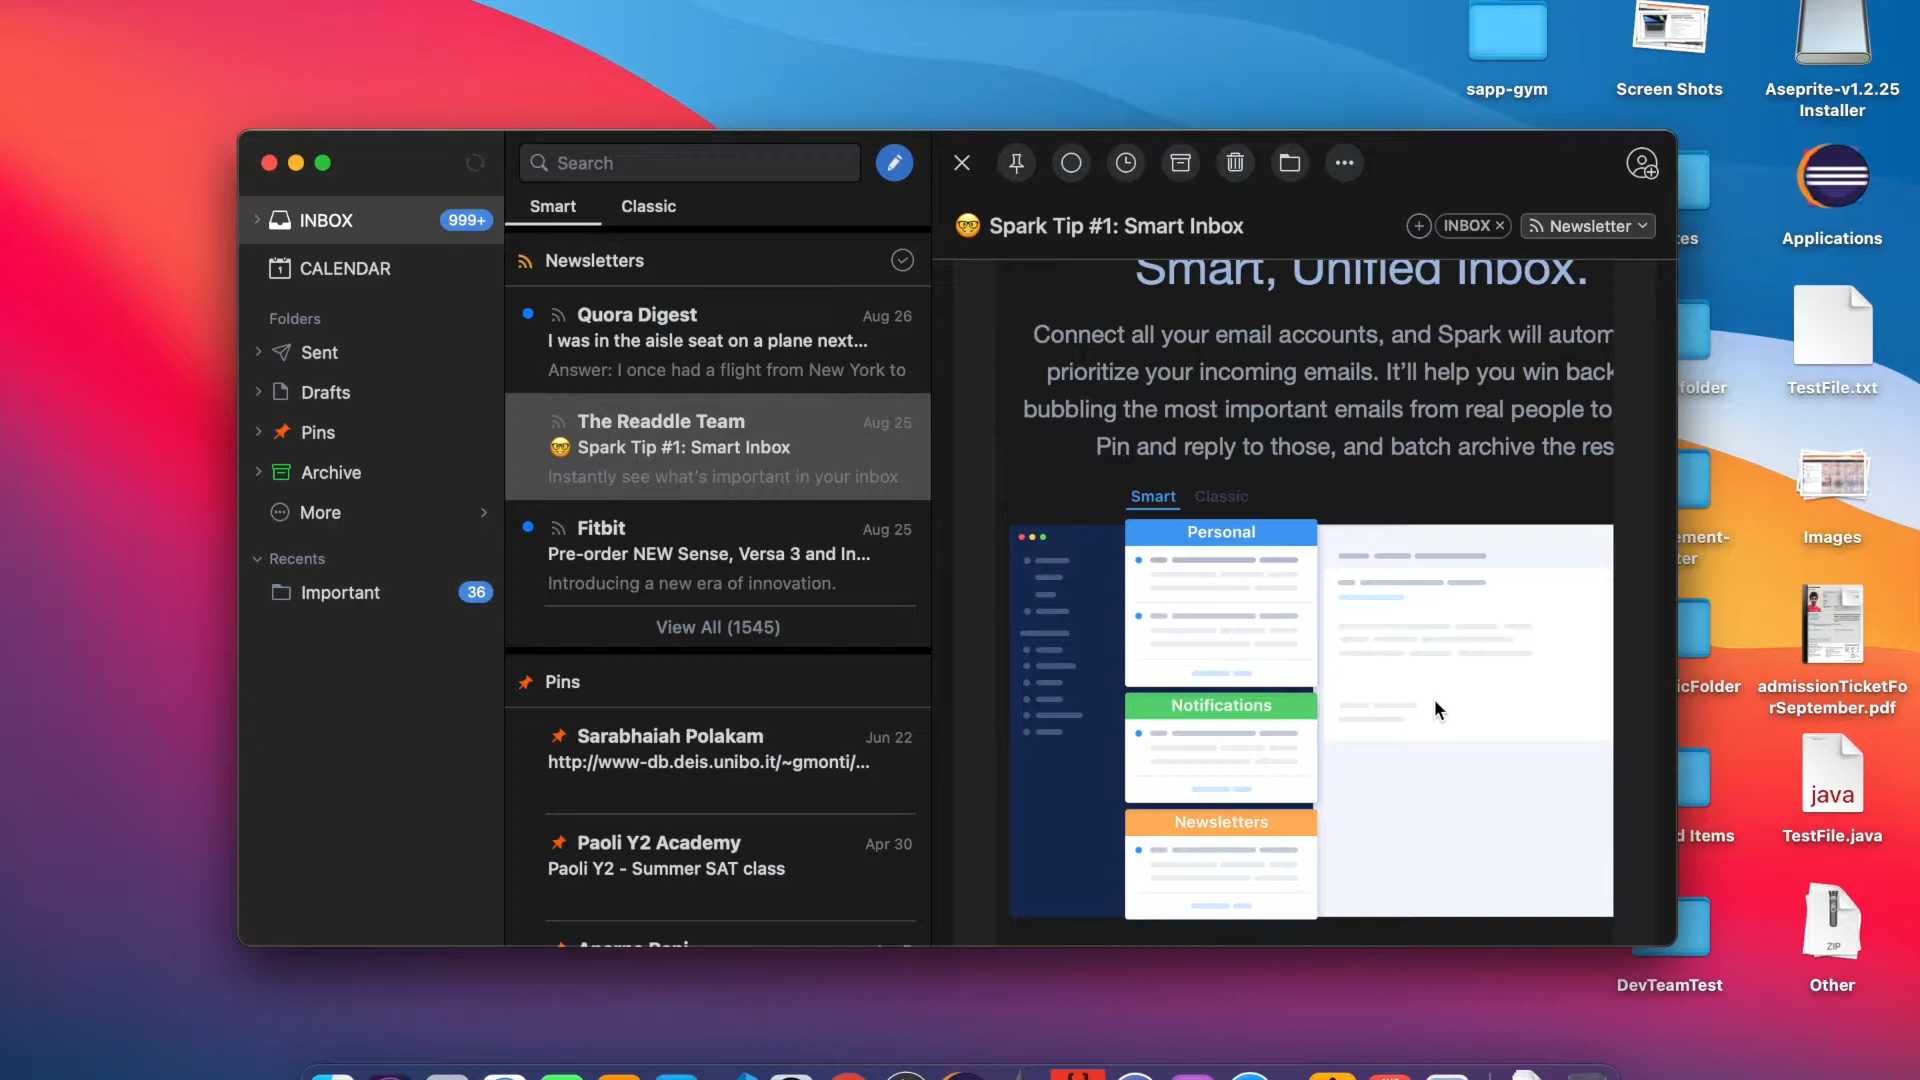 sapp-gym
Screen Shots
Aseprite-v1.2.25
Installer
Applications
TestFile.txt
Images
admissionTicketFo
rSeptember.pdf
java
TestFile.java
ZIP
Other
DevTeamTest
folder
ement-
icFolder
d Items
INBOX
999+
CALENDAR
Folders
Sent
Drafts
Pins
Archive
More
Recents
Important
36
Search
Smart
Classic
Newsletters
Quora Digest
Aug 26
I was in the aisle seat on a plane next...
Answer: I once had a flight from New York to
The Readdle Team
Aug 25
🤓 Spark Tip #1: Smart Inbox
Instantly see what's important in your inbox
Fitbit
Aug 25
Pre-order NEW Sense, Versa 3 and In...
Introducing a new era of innovation.
View All (1545)
Pins
Sarabhaiah Polakam
Jun 22
http://www-db.deis.unibo.it/~gmonti/...
Paoli Y2 Academy
Apr 30
Paoli Y2 - Summer SAT class
🤓 Spark Tip #1: Smart Inbox
INBOX
Newsletter
Smart, Unified Inbox.
Connect all your email accounts, and Spark will autom
prioritize your incoming emails. It'll help you win back
bubbling the most important emails from real people to
Pin and reply to those, and batch archive the res
Smart
Classic
Personal
Notifications
Newsletters